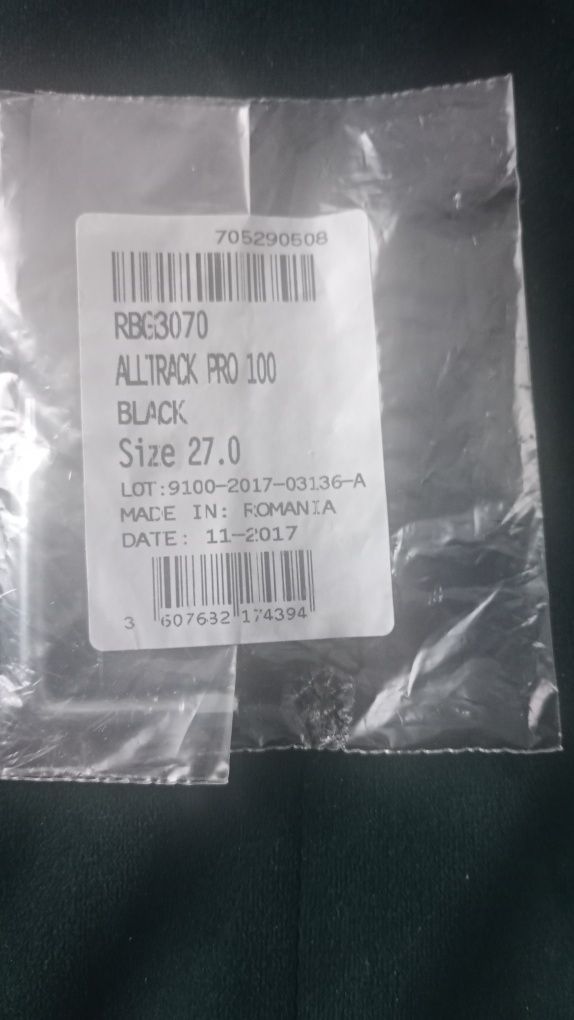 705290508
RBG3070
ALLTRACK PRO 100
BLACK
Size 27.0
LOT:9100-2017-03136-A
MADE IN: ROMANIA
DATE: 11-2017
3 607682 174394